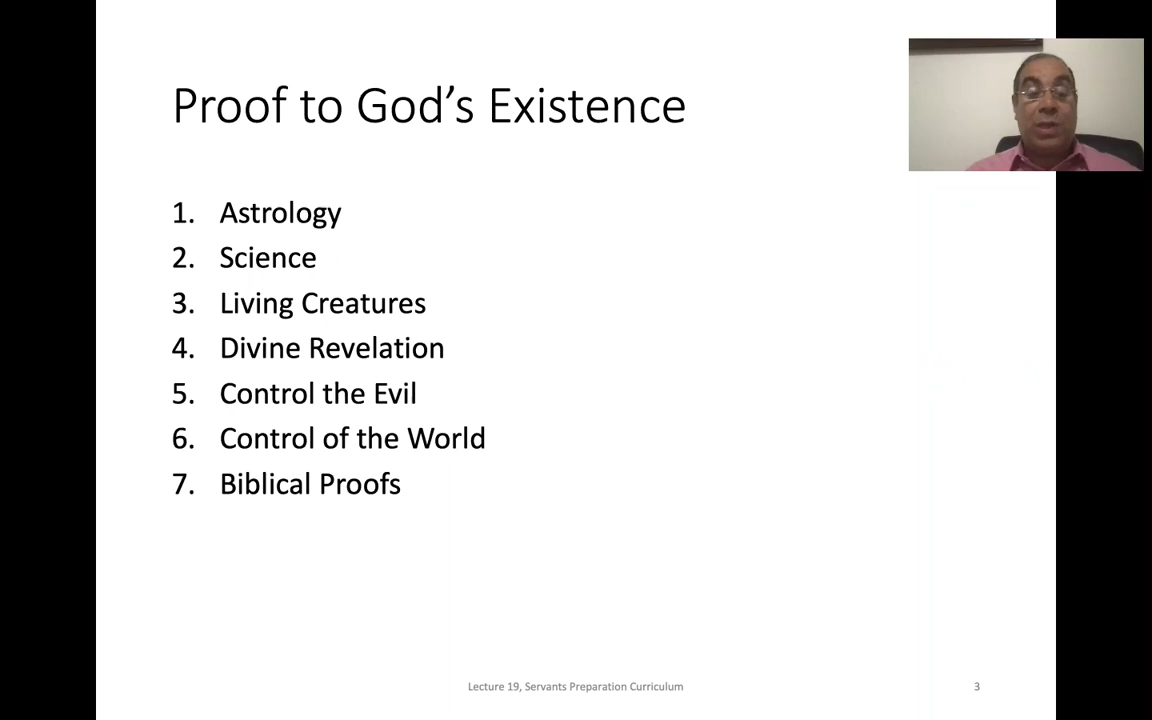 Proof to God's Existence
1. Astrology
2. Science
3. Living Creatures
4. Divine Revelation
5. Control the Evil
6. Control of the World
7. Biblical Proofs
Lecture 19, Servants Preparation Curriculum
3